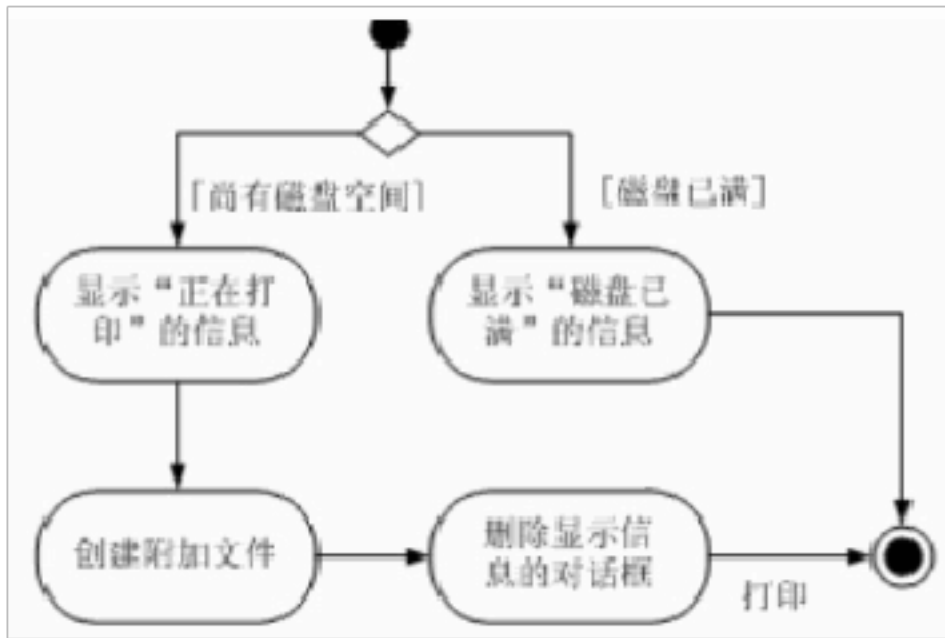 [尚有磁盘空间]
[磁盘已满]
显示“正在打
印”的信息
显示“磁盘已
满”的信息
创建附加文件
删除显示信
息的对话框
打印